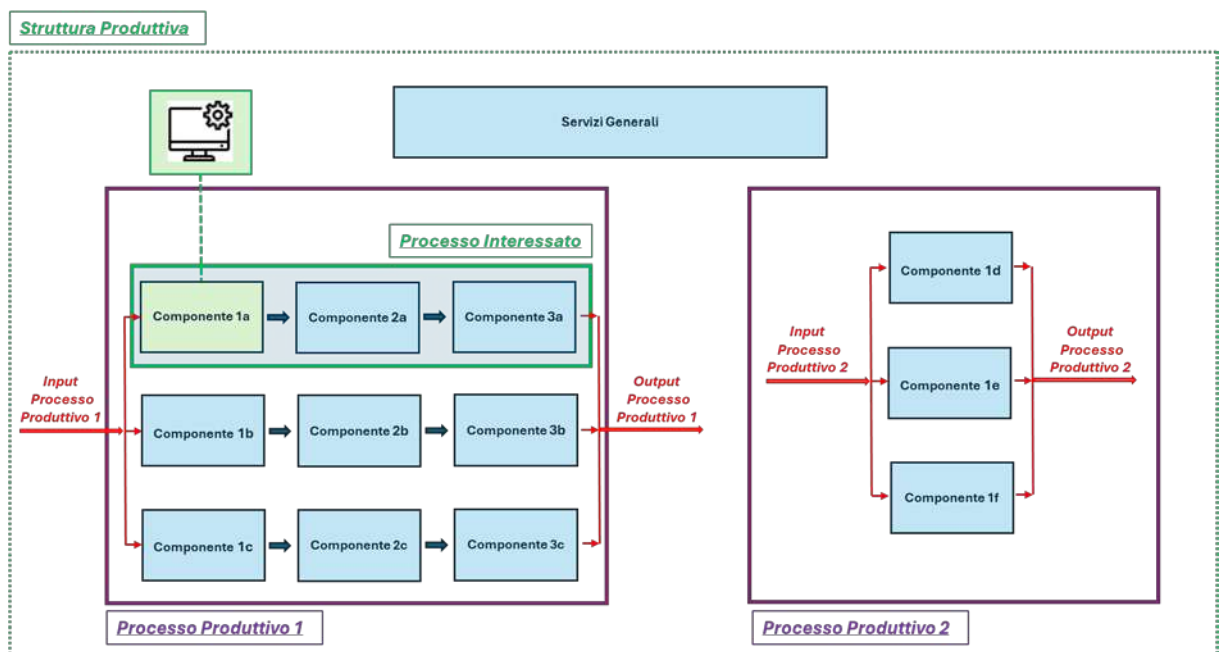 Struttura Produttiva
Servizi Generali
Processo Interessato
Componente 1a
Componente 2a
Componente 3a
Input
Processo
Produttivo 1
Output
Processo
Produttivo 1
Componente 1b
Componente 2b
Componente 3b
Componente 1c
Componente 2c
Componente 3c
Processo Produttivo 1
Componente 1d
Input
Processo
Produttivo 2
Output
Processo
Produttivo 2
Componente 1e
Componente 1f
Processo Produttivo 2